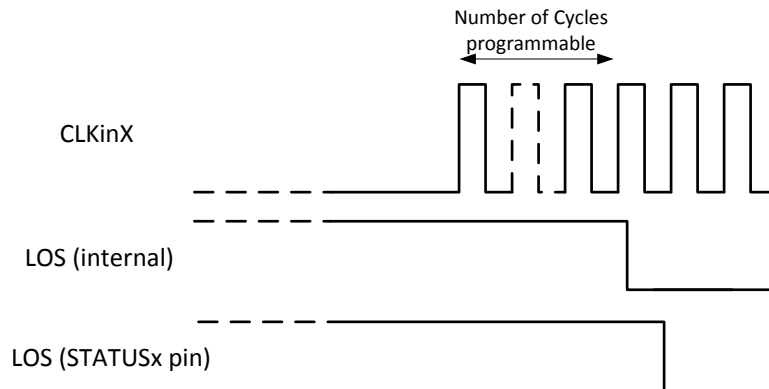 Number of Cycles
programmable
CLKinX
LOS (internal)
LOS (STATUSx pin)